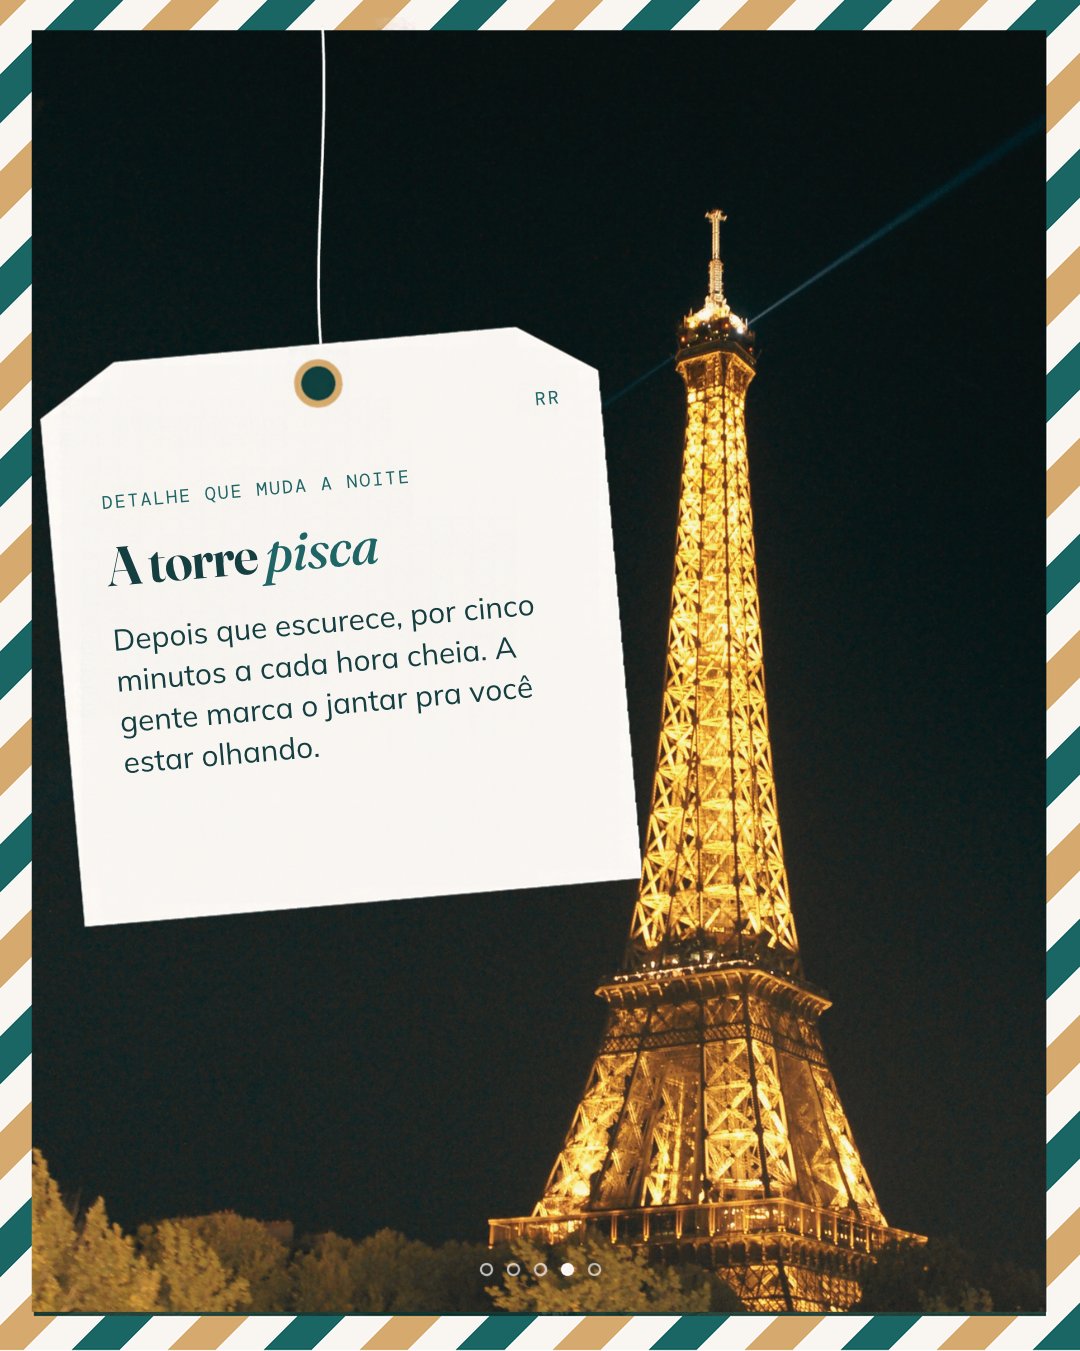 RR
DETALHE QUE MUDA A NOITE
A torre pisca
Depois que escurece, por cinco
minutos a cada hora cheia. A
gente marca o jantar pra você
estar olhando.